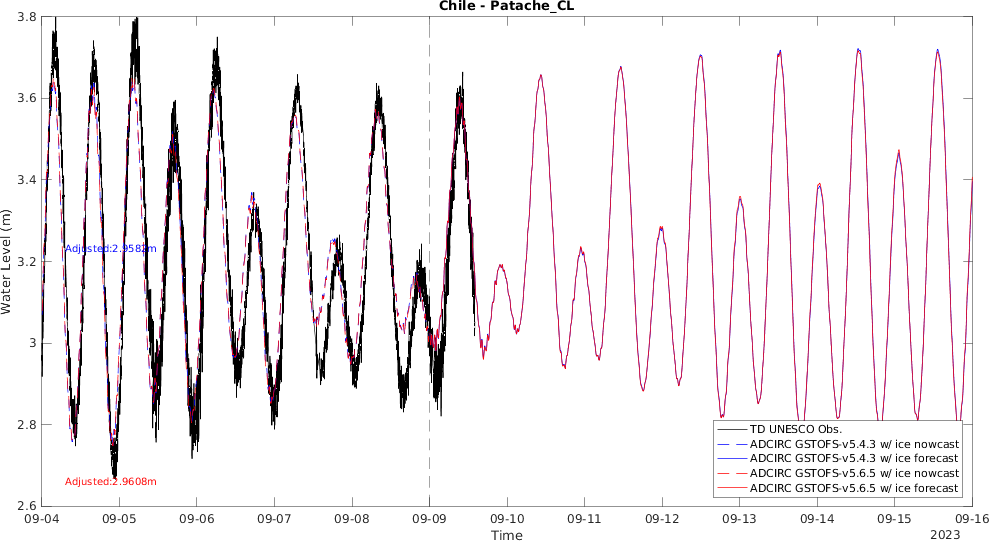 Chile - Patache_CL
3.8
3.6
3.4
3.2
3
2.8
2.6
Water Level (m)
Adjusted:2.9582m
Adjusted:2.9608m
TD UNESCO Obs.
ADCIRC GSTOFS-v5.4.3 w/ ice nowcast
ADCIRC GSTOFS-v5.4.3 w/ ice forecast
ADCIRC GSTOFS-v5.6.5 w/ ice nowcast
ADCIRC GSTOFS-v5.6.5 w/ ice forecast
09-04 09-05 09-06 09-07 09-08 09-09 09-10 09-11 09-12 09-13 09-14 09-15 09-16
Time
2023